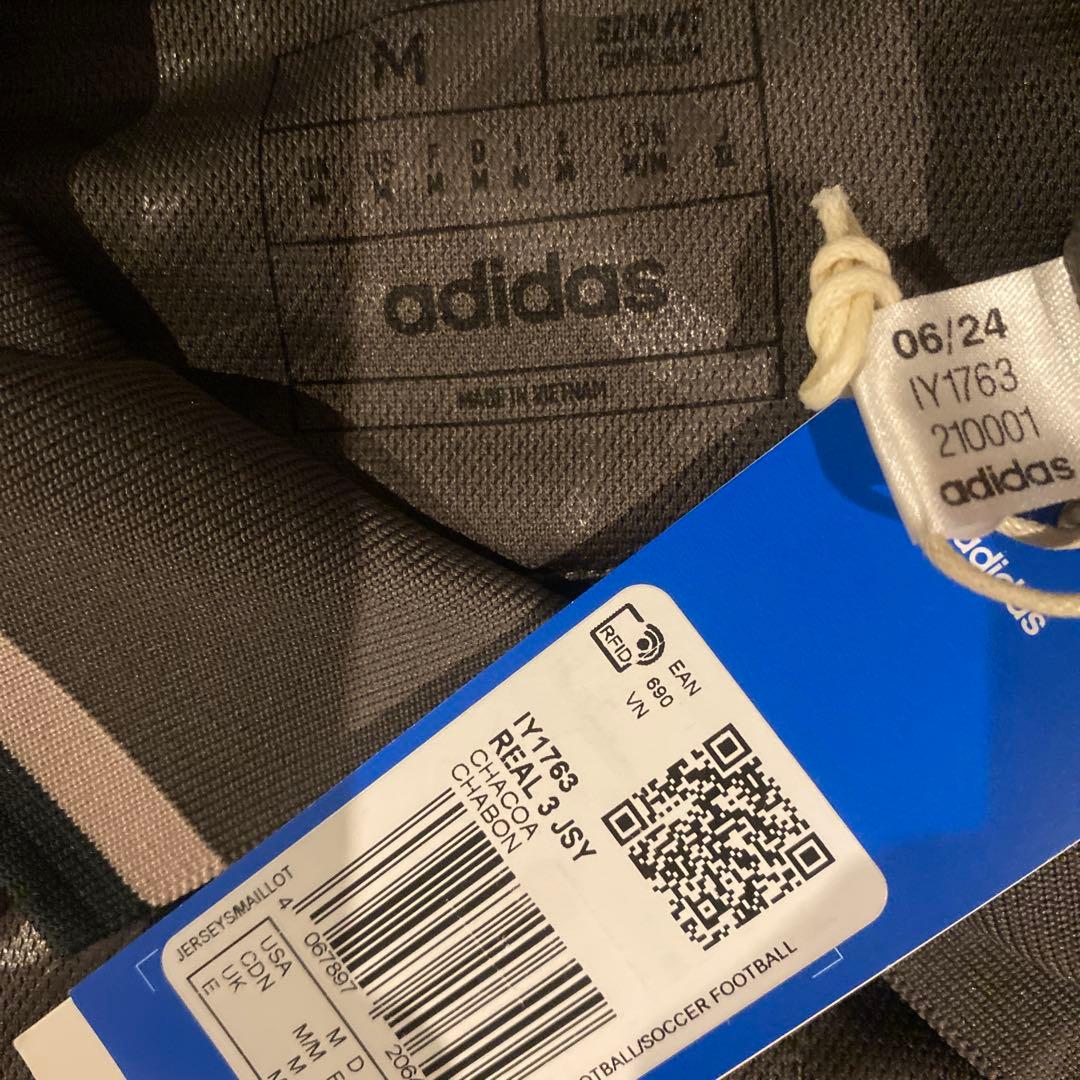 M
SLIM FIT
UK US F D I E CDN J
M M M M M M M/M XL
adidas
MADE IN VIETNAM
06/24
IY1763
210001
adidas
adidas
RFID
EAN
690
VN
IY1763
REAL 3 JSY
CHACOA
CHABON
JERSEYS/MAILLOT
4 067897 206
USA M D
CDN M/M F
UK M
E M
FOOTBALL/SOCCER FOOTBALL